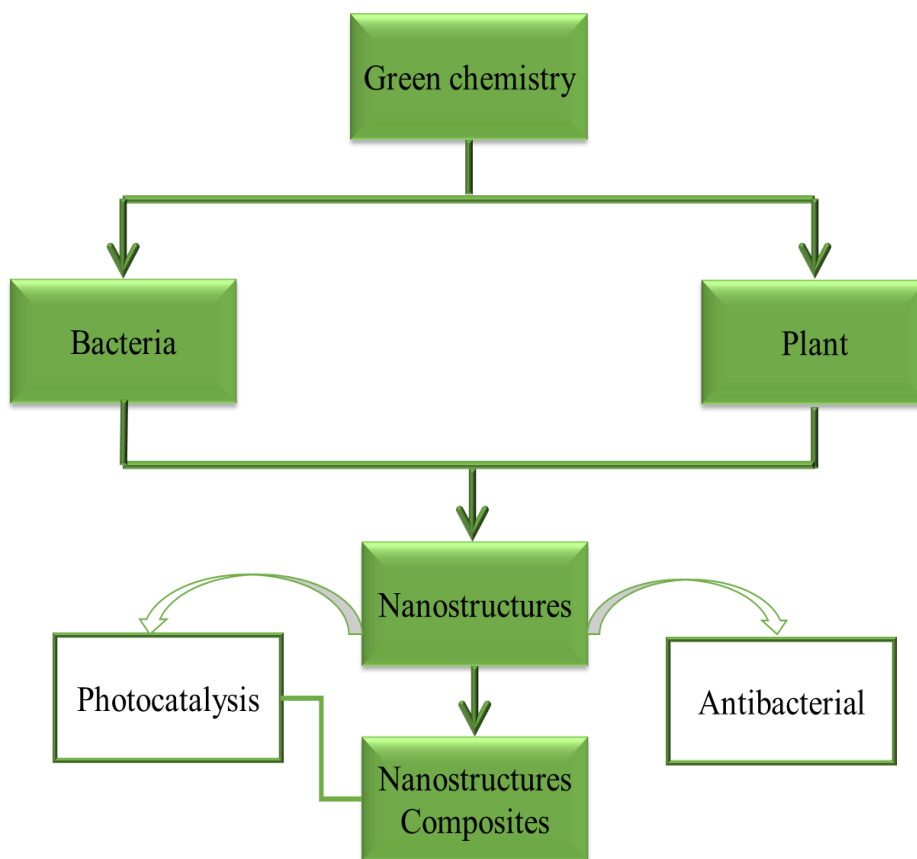 Green chemistry
Bacteria
Plant
Nanostructures
Photocatalysis
Antibacterial
Nanostructures
Composites